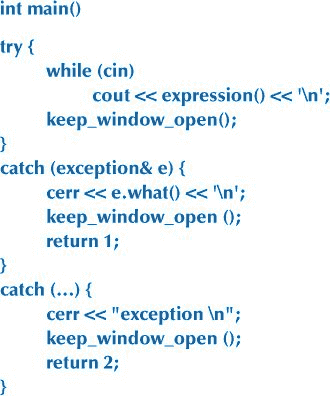 int main()
try {
while (cin)
cout << expression() << '\n';
keep_window_open();
}
catch (exception& e) {
cerr << e.what() << '\n';
keep_window_open ();
return 1;
}
catch (…) {
cerr << "exception \n";
keep_window_open ();
return 2;
}